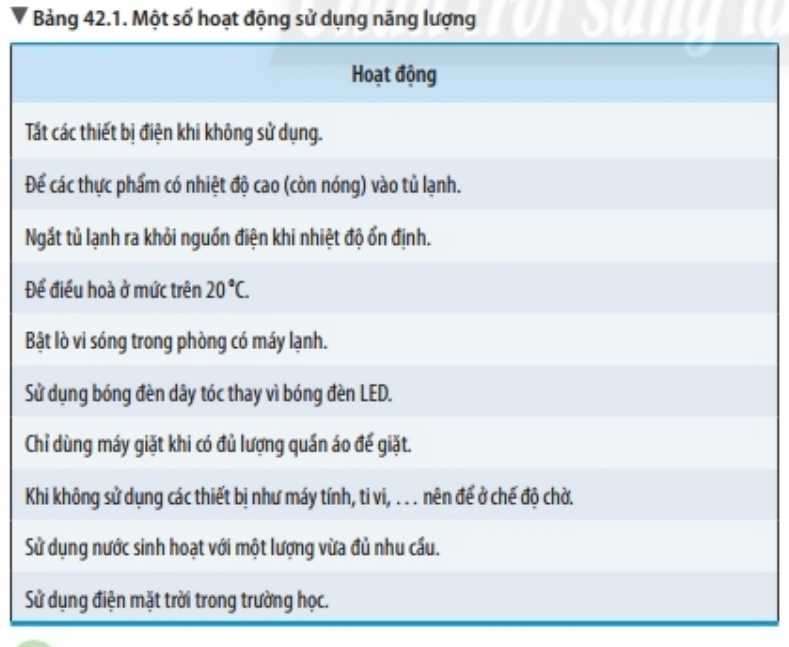 ▼ Bảng 42.1. Một số hoạt động sử dụng năng lượng
Hoạt động
Tắt các thiết bị điện khi không sử dụng.
Để các thực phẩm có nhiệt độ cao (còn nóng) vào tủ lạnh.
Ngắt tủ lạnh ra khỏi nguồn điện khi nhiệt độ ổn định.
Để điều hoà ở mức trên 20 °C.
Bật lò vi sóng trong phòng có máy lạnh.
Sử dụng bóng đèn dây tóc thay vì bóng đèn LED.
Chỉ dùng máy giặt khi có đủ lượng quần áo để giặt.
Khi không sử dụng các thiết bị như máy tính, ti vi, … nên để ở chế độ chờ.
Sử dụng nước sinh hoạt với một lượng vừa đủ nhu cầu.
Sử dụng điện mặt trời trong trường học.